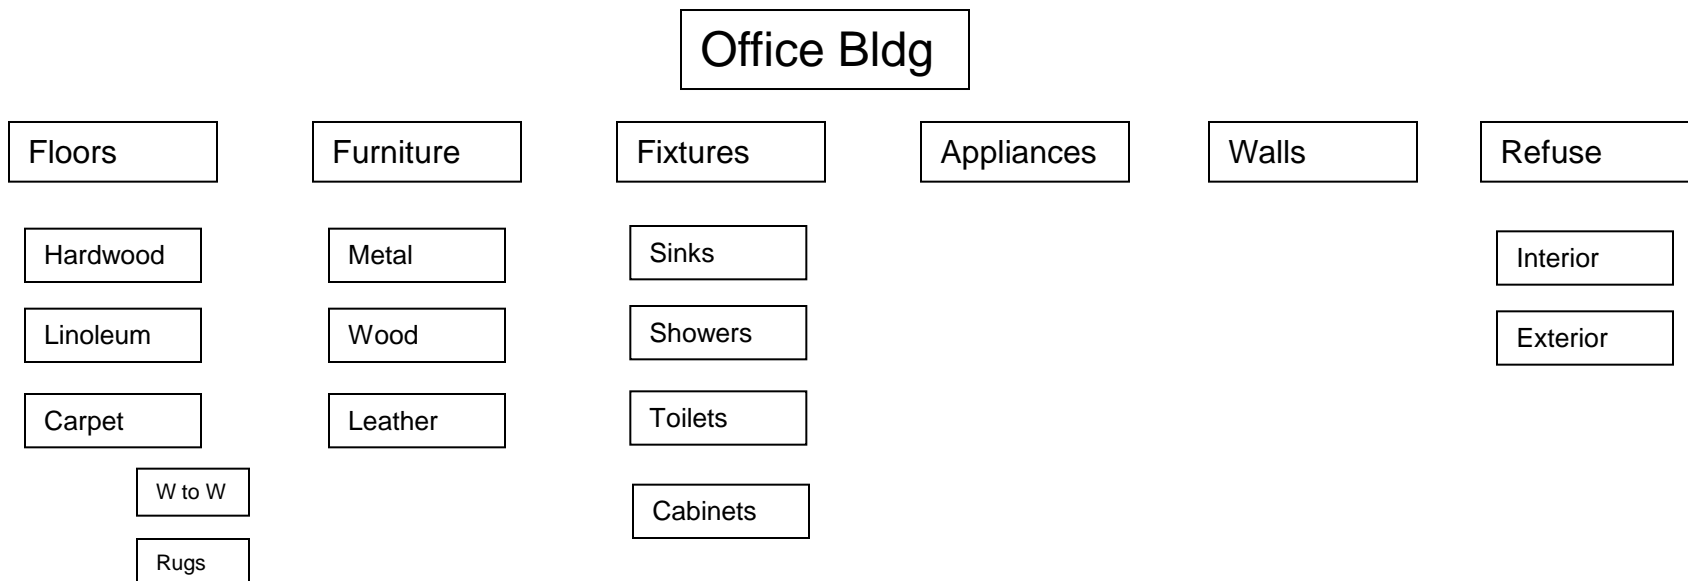 Office Bldg
Floors
Furniture
Fixtures
Appliances
Walls
Refuse
Hardwood
Metal
Sinks
Interior
Linoleum
Wood
Showers
Exterior
Carpet
Leather
Toilets
W to W
Cabinets
Rugs